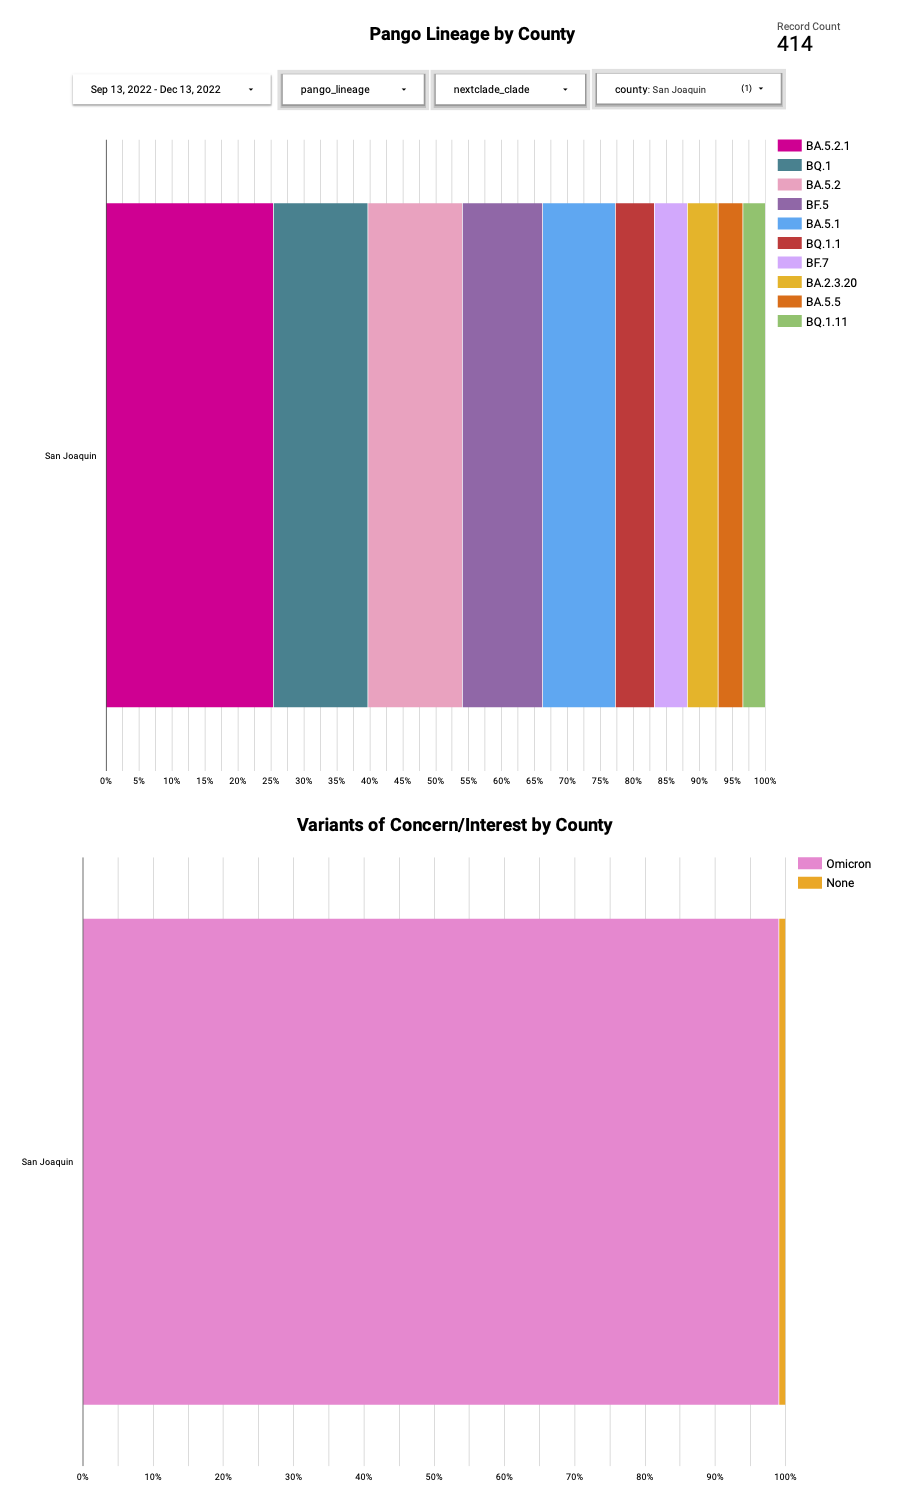 Pango Lineage by County
Record Count
414
Sep 13, 2022 - Dec 13, 2022
pango_lineage
nextclade_clade
county: San Joaquin (1)
BA.5.2.1
BQ.1
BA.5.2
BF.5
BA.5.1
BQ.1.1
BF.7
BA.2.3.20
BA.5.5
BQ.1.11
San Joaquin
0% 5% 10% 15% 20% 25% 30% 35% 40% 45% 50% 55% 60% 65% 70% 75% 80% 85% 90% 95% 100%
Variants of Concern/Interest by County
Omicron
None
San Joaquin
0% 10% 20% 30% 40% 50% 60% 70% 80% 90% 100%